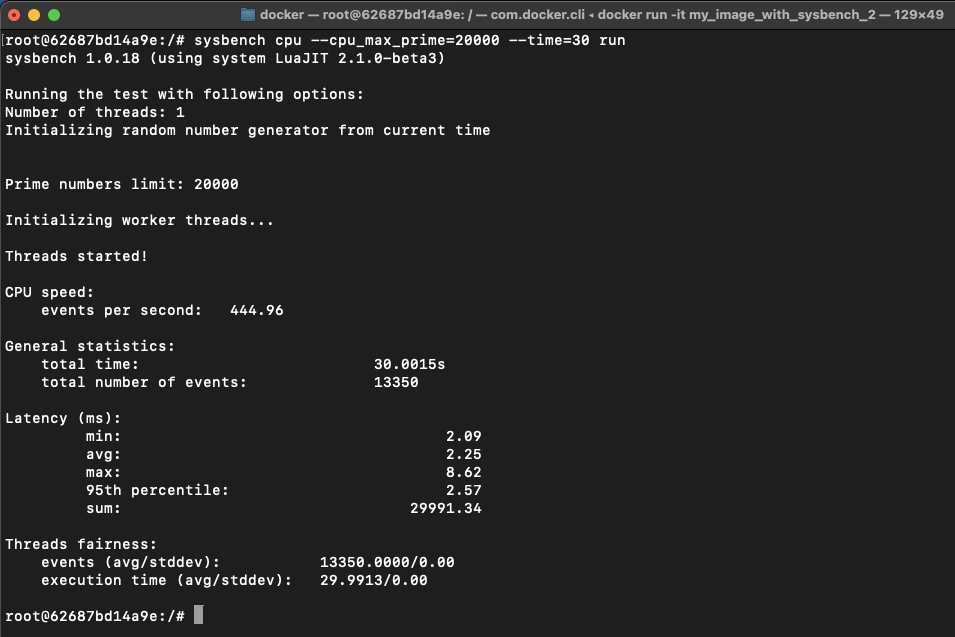 docker — root@62687bd14a9e: / — com.docker.cli ◂ docker run -it my_image_with_sysbench_2 — 129×49
[root@62687bd14a9e:/# sysbench cpu --cpu_max_prime=20000 --time=30 run
sysbench 1.0.18 (using system LuaJIT 2.1.0-beta3)
Running the test with following options:
Number of threads: 1
Initializing random number generator from current time
Prime numbers limit: 20000
Initializing worker threads...
Threads started!
CPU speed:
events per second: 444.96
General statistics:
total time: 30.0015s
total number of events: 13350
Latency (ms):
min: 2.09
avg: 2.25
max: 8.62
95th percentile: 2.57
sum: 29991.34
Threads fairness:
events (avg/stddev): 13350.0000/0.00
execution time (avg/stddev): 29.9913/0.00
root@62687bd14a9e:/#